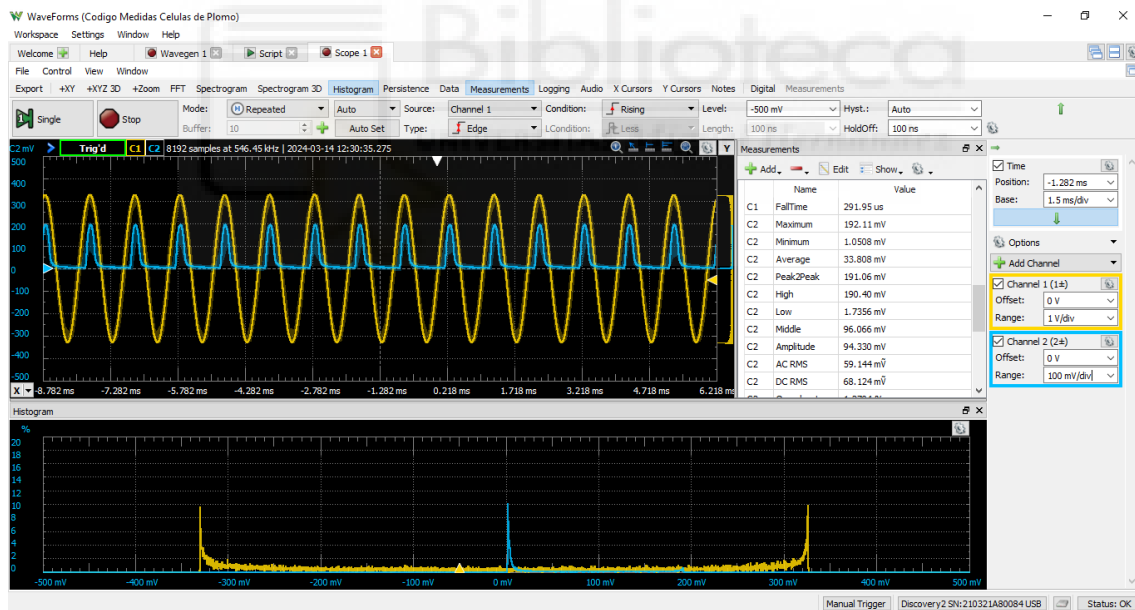 WaveForms (Codigo Medidas Celulas de Plomo)
Workspace Settings Window Help
Welcome Help Wavegen 1 Script Scope 1
File Control View Window
Export +XY +XYZ 3D +Zoom FFT Spectrogram Spectrogram 3D Histogram Persistence Data Measurements Logging Audio X Cursors Y Cursors Notes Digital Measurements
Single Stop Mode: Repeated Auto Source: Channel 1 Condition: Rising Level: -500 mV Hyst.: Auto
Buffer: 10 Auto Set Type: Edge LCondition: Less Length: 100 ns HoldOff: 100 ns
C2 mV Trig'd C1 C2 8192 samples at 546.45 kHz | 2024-03-14 12:30:35.275 Y
500
400
300
200
100
0
-100
-200
-300
-400
-500
X -8.782 ms -7.282 ms -5.782 ms -4.282 ms -2.782 ms -1.282 ms 0.218 ms 1.718 ms 3.218 ms 4.718 ms 6.218 ms
Measurements
Add Edit Show
Name Value
C1 FallTime 291.95 us
C2 Maximum 192.11 mV
C2 Minimum 1.0508 mV
C2 Average 33.808 mV
C2 Peak2Peak 191.06 mV
C2 High 190.40 mV
C2 Low 1.7356 mV
C2 Middle 96.066 mV
C2 Amplitude 94.330 mV
C2 AC RMS 59.144 mṼ
C2 DC RMS 68.124 mṼ
Time
Position: -1.282 ms
Base: 1.5 ms/div
Options
Add Channel
Channel 1 (1±)
Offset: 0 V
Range: 1 V/div
Channel 2 (2±)
Offset: 0 V
Range: 100 mV/div
Histogram
%
20
18
16
14
12
10
8
6
4
2
0
-500 mV -400 mV -300 mV -200 mV -100 mV 0 mV 100 mV 200 mV 300 mV 400 mV 500 mV
Manual Trigger Discovery2 SN:210321A80084 USB Status: OK
Biblioteca